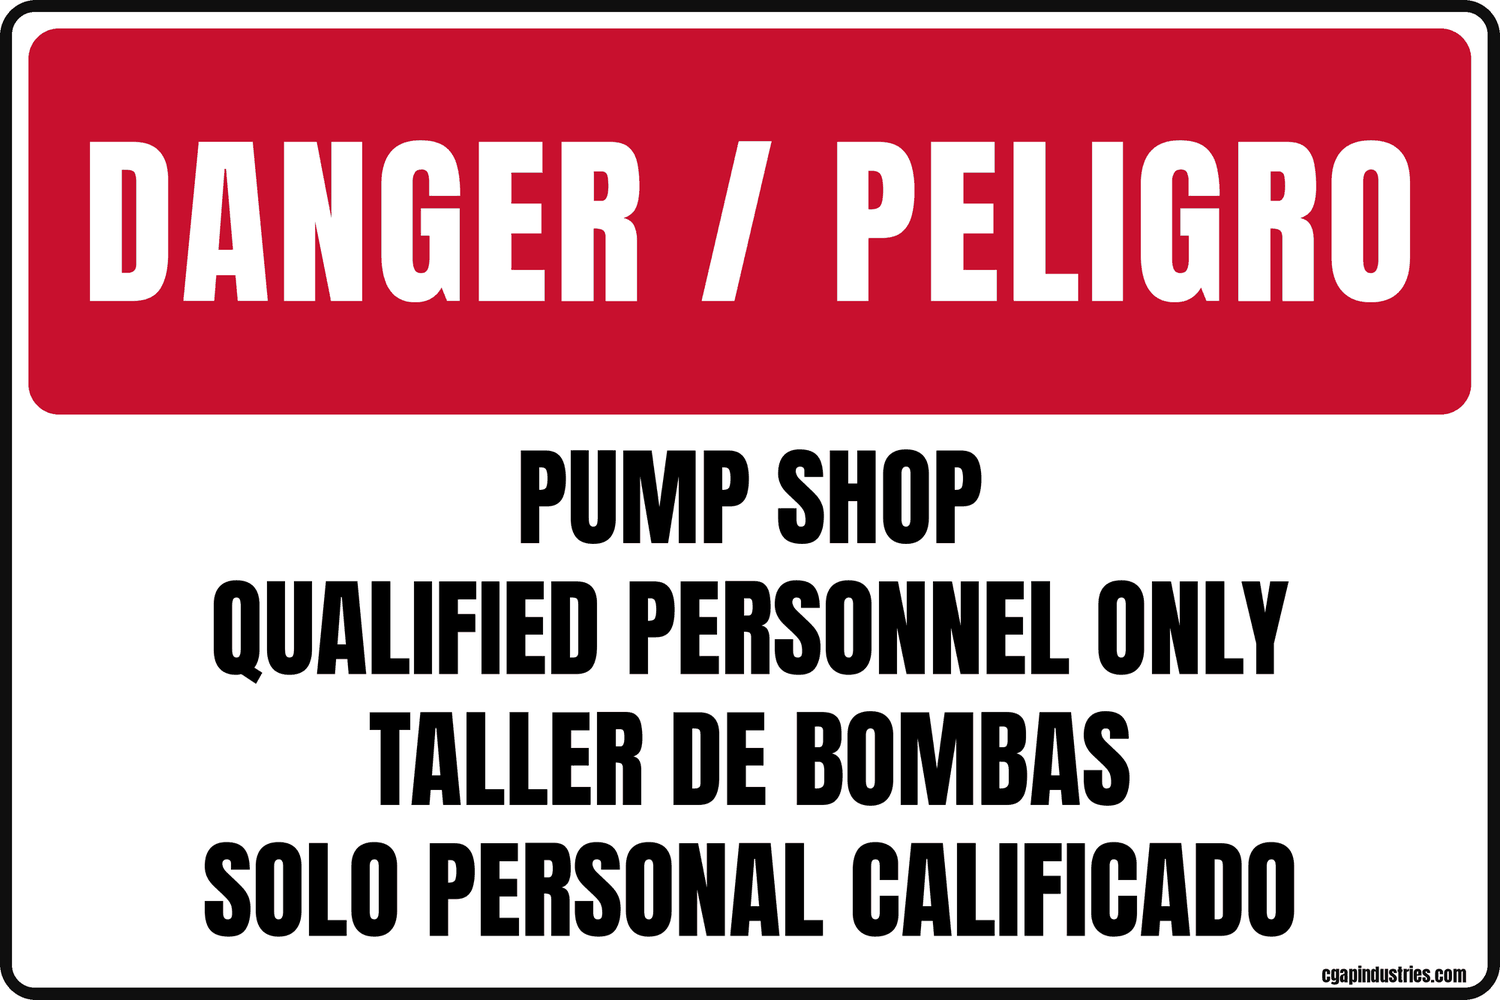 DANGER / PELIGRO
PUMP SHOP
QUALIFIED PERSONNEL ONLY
TALLER DE BOMBAS
SOLO PERSONAL CALIFICADO
cgapindustries.com